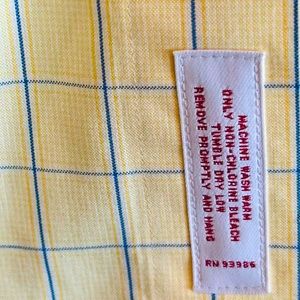 MACHINE WASH WARM
ONLY NON-CHLORINE BLEACH
TUMBLE DRY LOW
REMOVE PROMPTLY AND HANG
RN 93986